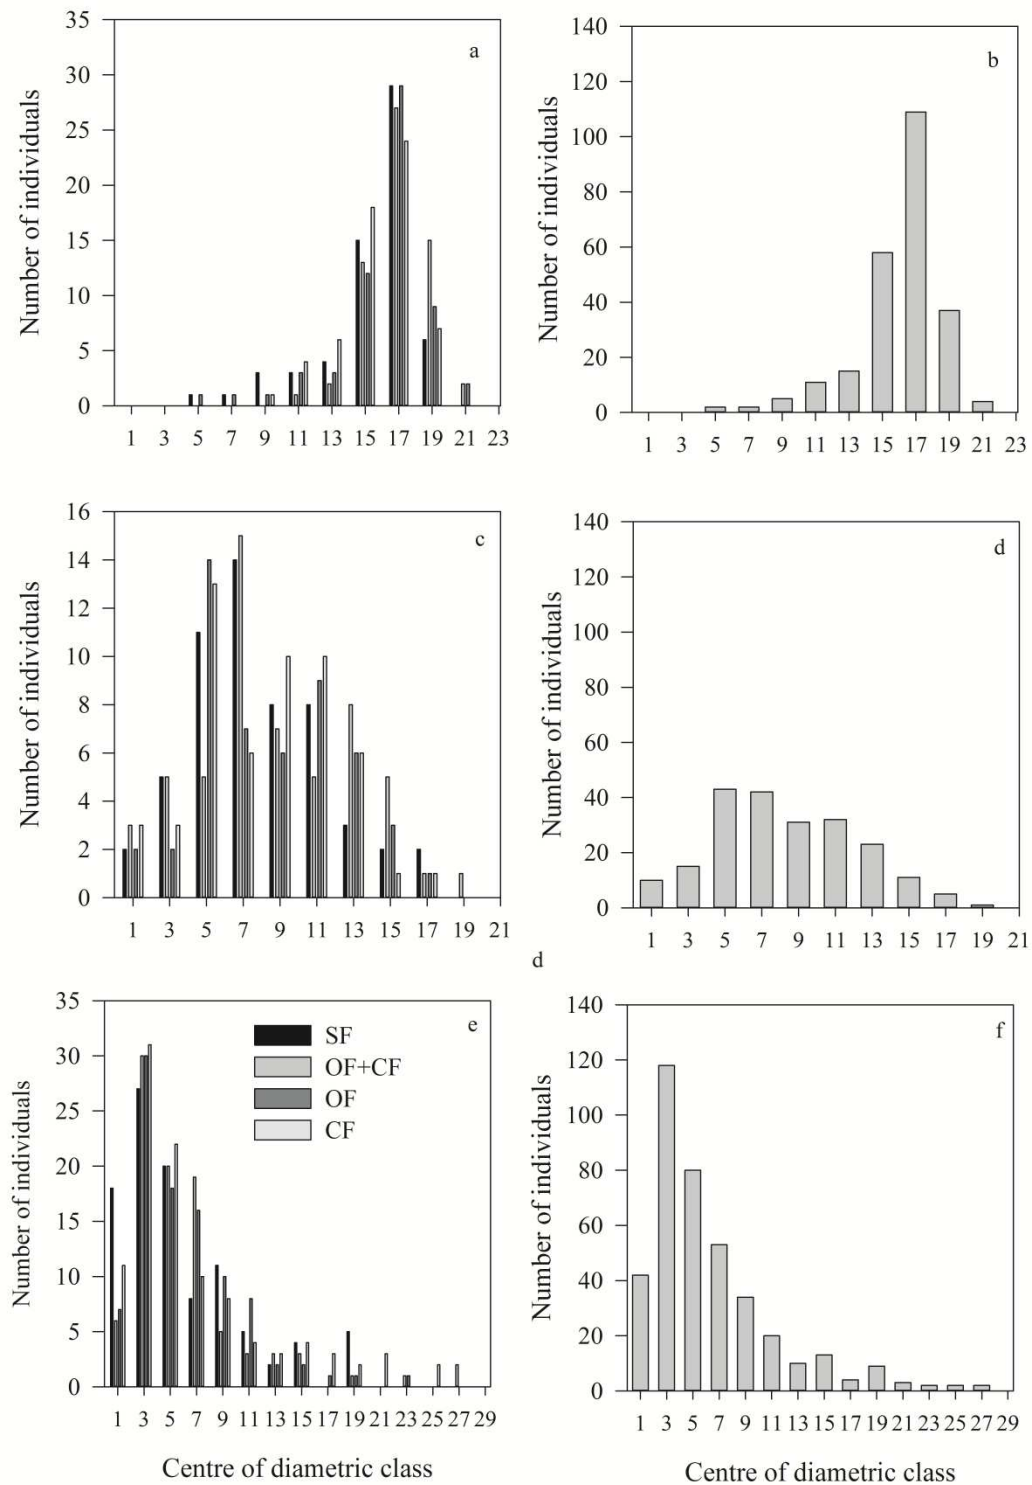 a
Number of individuals
35
30
25
20
15
10
5
0
1 3 5 7 9 11 13 15 17 19 21 23
b
Number of individuals
140
120
100
80
60
40
20
0
1 3 5 7 9 11 13 15 17 19 21 23
c
Number of individuals
16
14
12
10
8
6
4
2
0
1 3 5 7 9 11 13 15 17 19 21
d
Number of individuals
140
120
100
80
60
40
20
0
1 3 5 7 9 11 13 15 17 19 21
d
e
Number of individuals
35
30
25
20
15
10
5
0
SF
OF+CF
OF
CF
1 3 5 7 9 11 13 15 17 19 21 23 25 27 29
Centre of diametric class
f
Number of individuals
140
120
100
80
60
40
20
0
1 3 5 7 9 11 13 15 17 19 21 23 25 27 29
Centre of diametric class